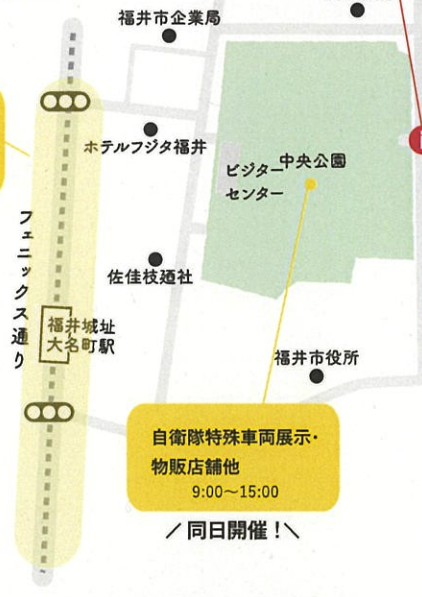 福井市企業局
ホテルフジタ福井
ビジター
センター
中央公園
フェニックス通り
佐佳枝廼社
福井城址
大名町駅
福井市役所
自衛隊特殊車両展示・
物販店舗他
9:00〜15:00
/ 同日開催!\